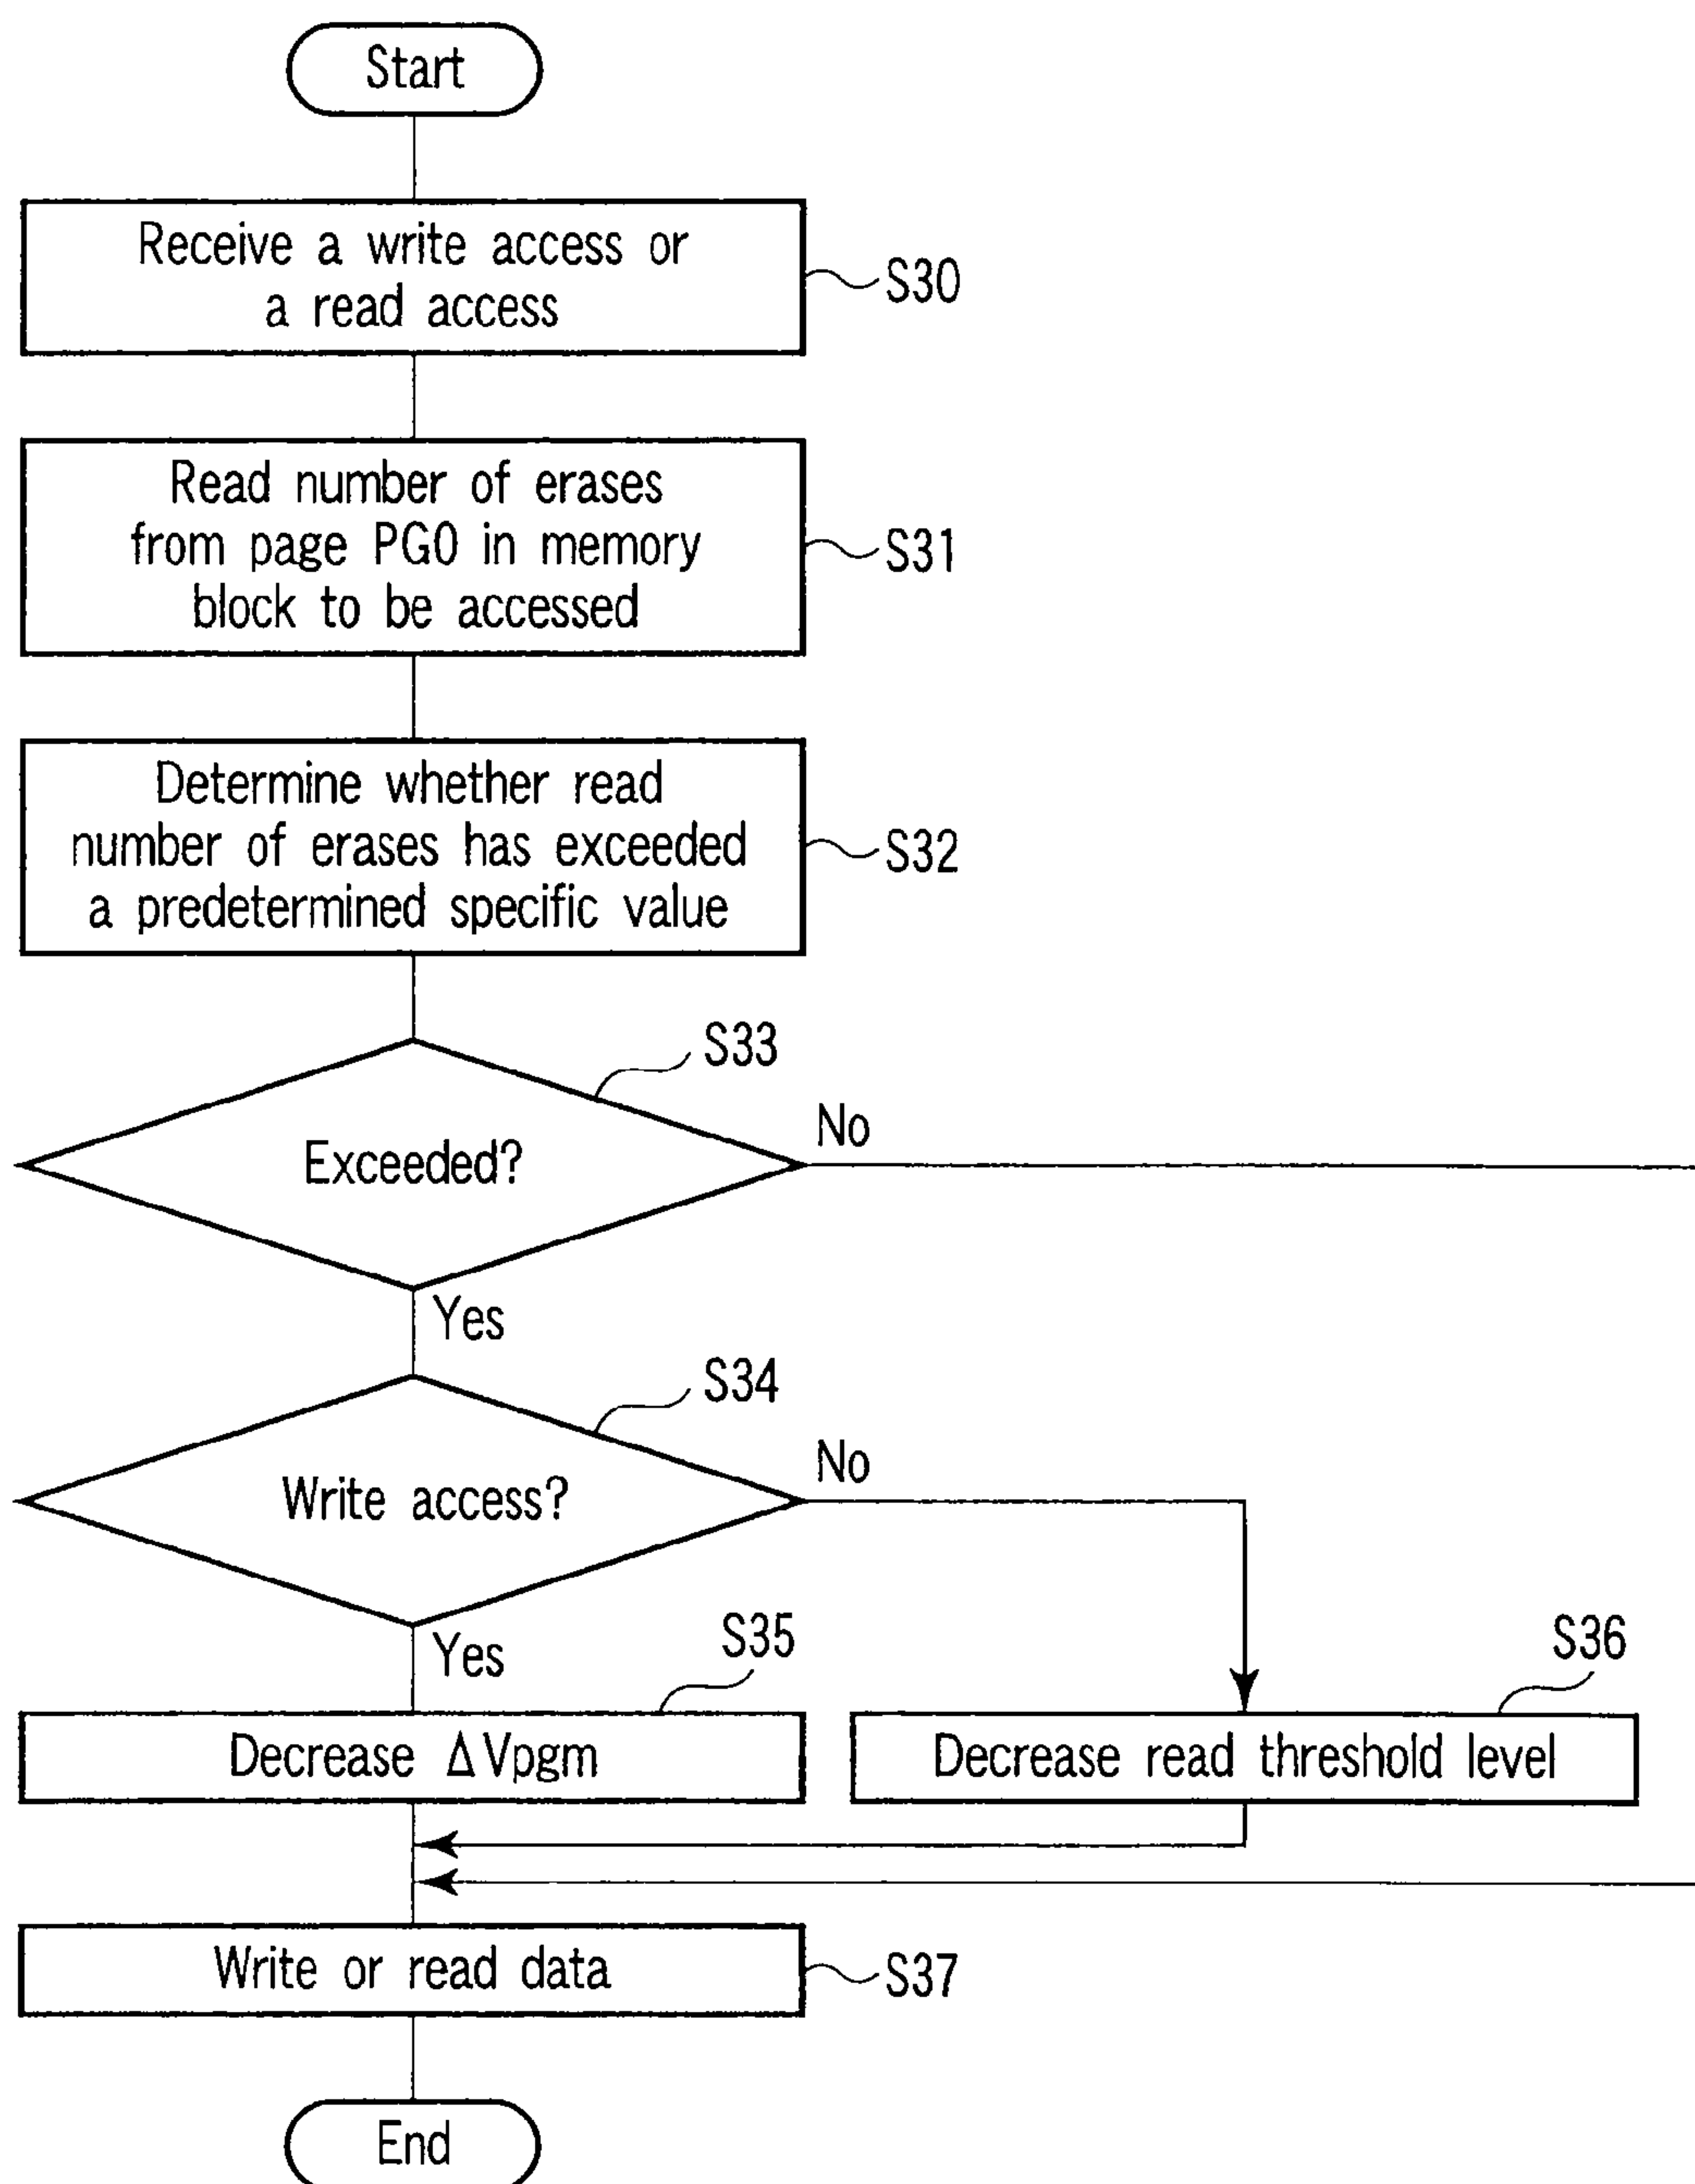 Start
Receive a write access or
a read access
S30
Read number of erases
from page PG0 in memory
block to be accessed
S31
Determine whether read
number of erases has exceeded
a predetermined specific value
S32
S33
Exceeded?
No
Yes
S34
Write access?
No
Yes
S35
S36
Decrease ΔVpgm
Decrease read threshold level
Write or read data
S37
End